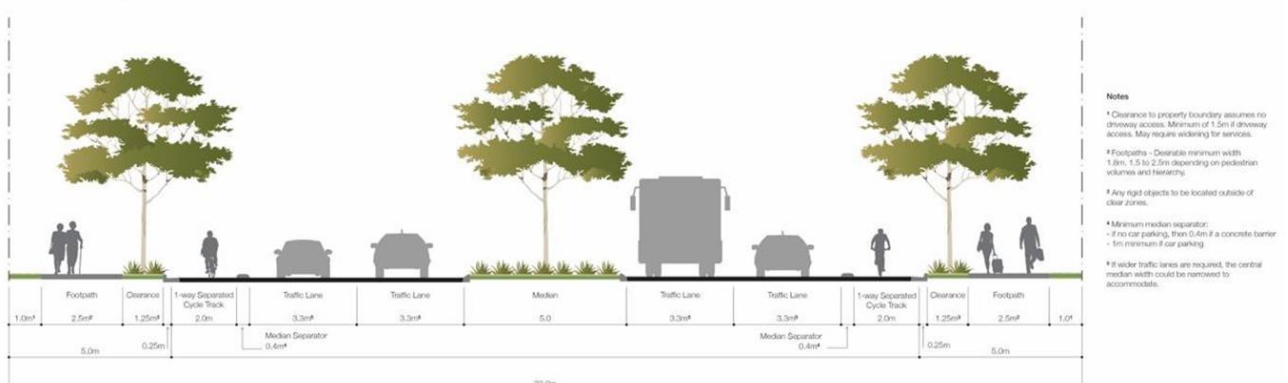 Notes
¹ Clearance to property boundary assumes no
driveway access. Minimum of 1.5m if driveway
access. May require widening for services.
² Footpaths - Desirable minimum width
1.8m. 1.5 to 2.5m depending on pedestrian
volumes and hierarchy.
³ Any rigid objects to be located outside of
clear zones.
⁴ Minimum median separator:
- if no car parking, then 0.4m if a concrete barrier
- 1m minimum if car parking
⁵ If wider traffic lanes are required, the central
median width could be narrowed to
accommodate.
Footpath Clearance 1-way Separated Cycle Track Traffic Lane Traffic Lane Median Traffic Lane Traffic Lane 1-way Separated Cycle Track Clearance Footpath
1.0m¹ 2.5m² 1.25m³ 2.0m 3.3m⁵ 3.3m⁵ 5.0 3.3m⁵ 3.3m⁵ 2.0m 1.25m³ 2.5m² 1.0¹
0.25m Median Separator Median Separator 0.25m
0.4m⁴ 0.4m⁴
5.0m 5.0m